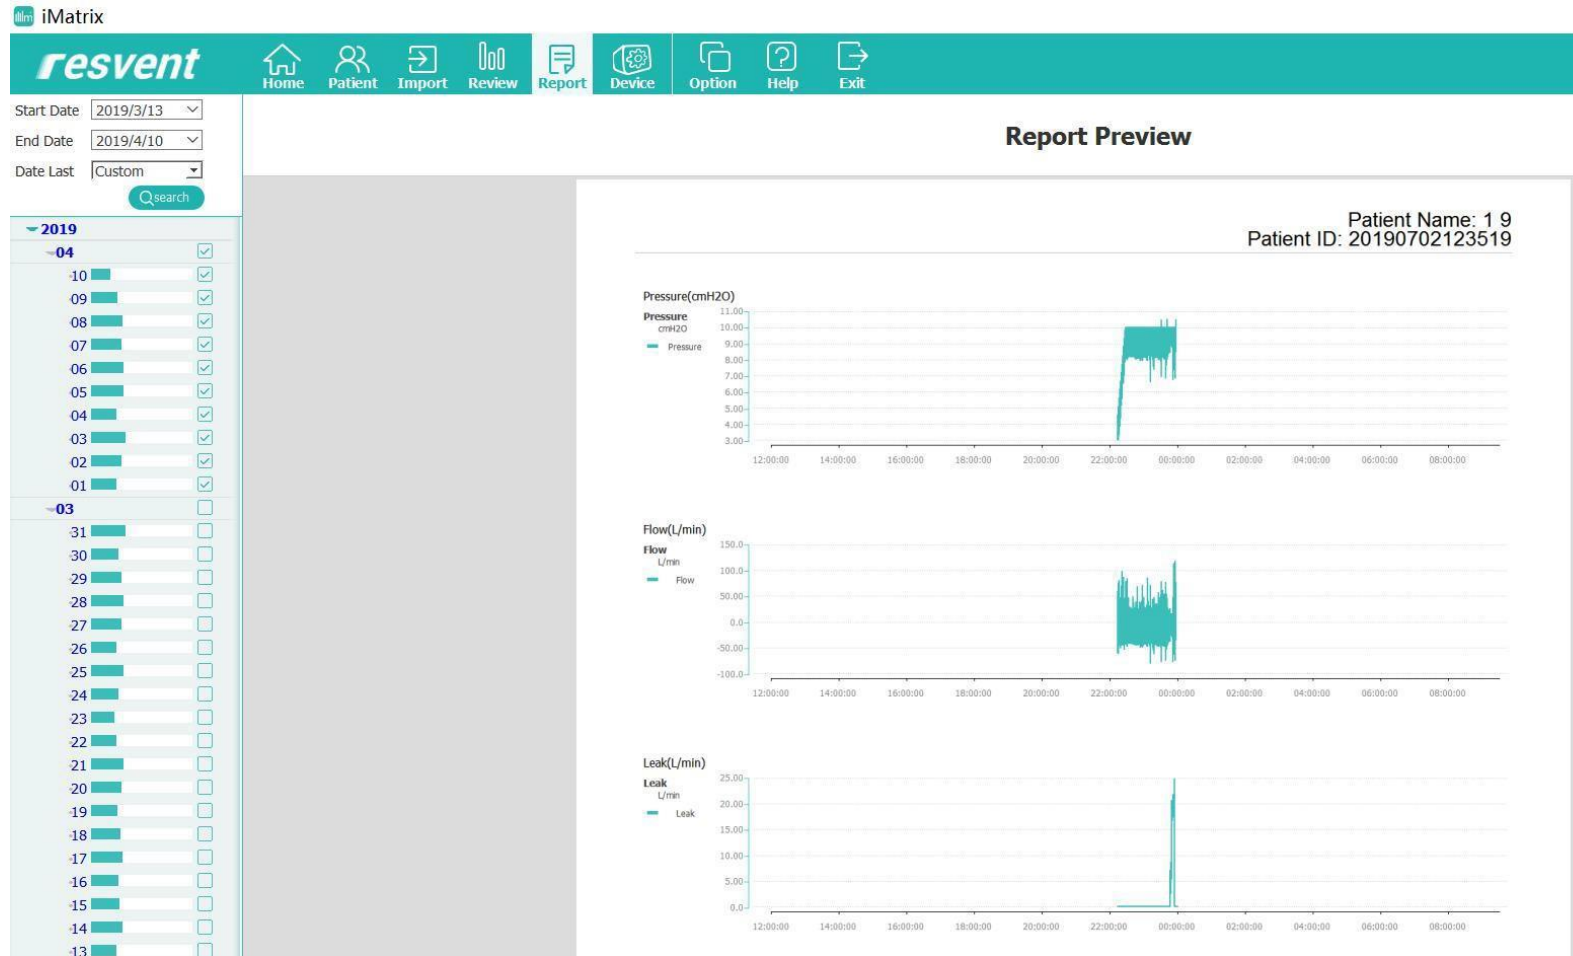 iMatrix
resvent
Home Patient Import Review Report Device Option Help Exit
Start Date 2019/3/13
End Date 2019/4/10
Date Last Custom
search
Report Preview
2019
04
10
09
08
07
06
05
04
03
02
01
03
31
30
29
28
27
26
25
24
23
22
21
20
19
18
17
16
15
14
13
Patient Name: 1 9
Patient ID: 20190702123519
Pressure(cmH2O)
Pressure
cmH2O
Pressure
11.00
10.00
9.00
8.00
7.00
6.00
5.00
4.00
3.00
12:00:00 14:00:00 16:00:00 18:00:00 20:00:00 22:00:00 00:00:00 02:00:00 04:00:00 06:00:00 08:00:00
Flow(L/min)
Flow
L/min
Flow
150.0
100.0
50.00
0.0
-50.00
-100.0
12:00:00 14:00:00 16:00:00 18:00:00 20:00:00 22:00:00 00:00:00 02:00:00 04:00:00 06:00:00 08:00:00
Leak(L/min)
Leak
L/min
Leak
25.00
20.00
15.00
10.00
5.00
0.0
12:00:00 14:00:00 16:00:00 18:00:00 20:00:00 22:00:00 00:00:00 02:00:00 04:00:00 06:00:00 08:00:00